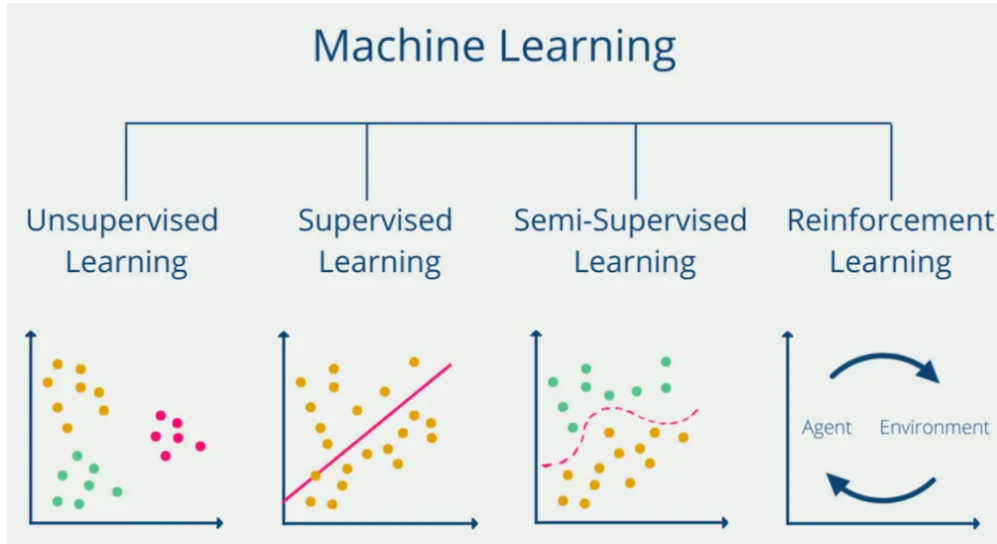 Machine Learning
Unsupervised
Learning
Supervised
Learning
Semi-Supervised
Learning
Reinforcement
Learning
Agent
Environment